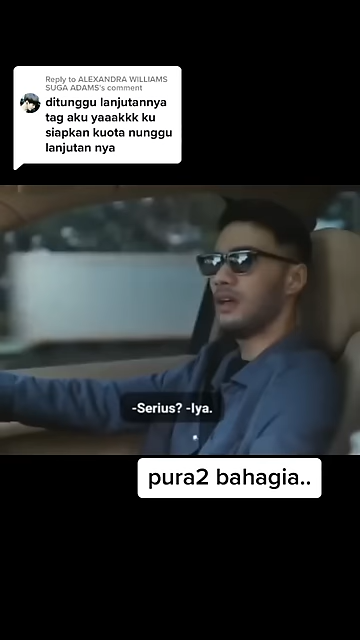 Reply to ALEXANDRA WILLIAMS
SUGA ADAMS's comment
ditunggu lanjutannya
tag aku yaaakkk ku
siapkan kuota nunggu
lanjutan nya
-Serius? -Iya.
pura2 bahagia..